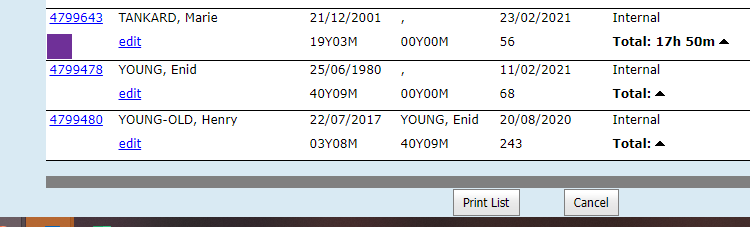 4799643 TANKARD, Marie 21/12/2001 , 23/02/2021 Internal
edit 19Y03M 00Y00M 56 Total: 17h 50m
4799478 YOUNG, Enid 25/06/1980 , 11/02/2021 Internal
edit 40Y09M 00Y00M 68 Total:
4799480 YOUNG-OLD, Henry 22/07/2017 YOUNG, Enid 20/08/2020 Internal
edit 03Y08M 40Y09M 243 Total:
Print List Cancel